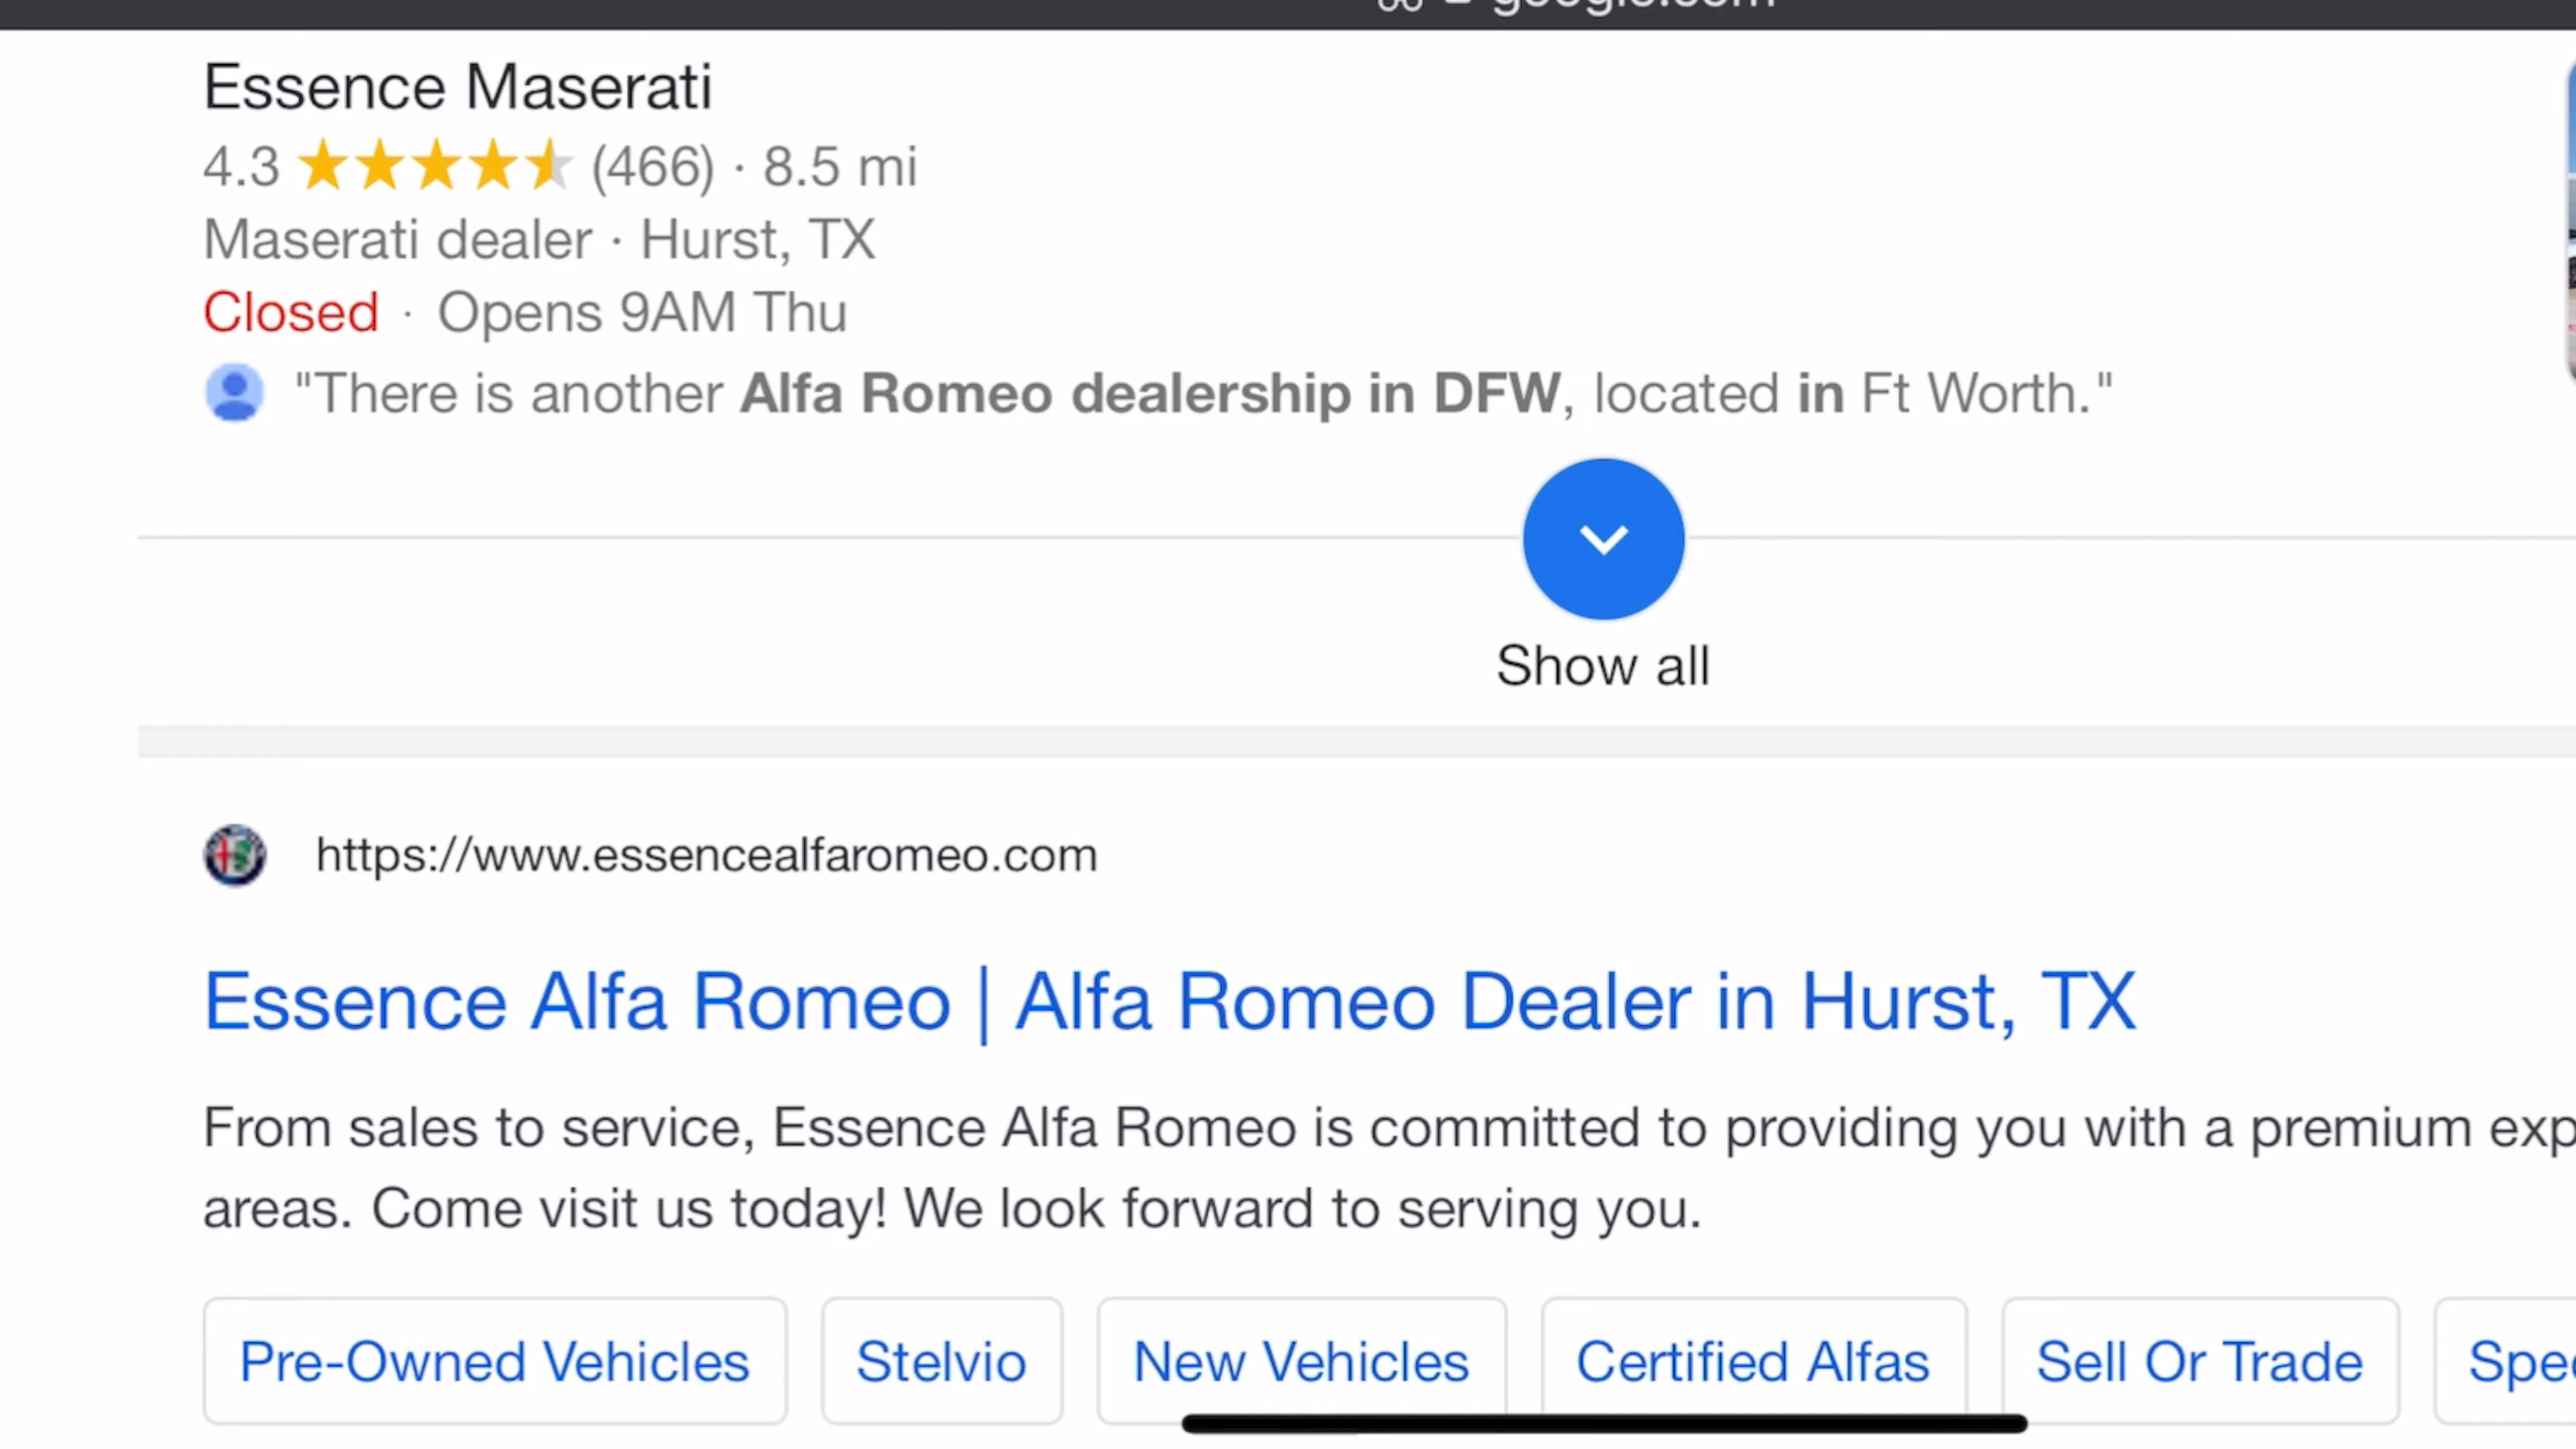 google.com
Essence Maserati
4.3 (466) · 8.5 mi
Maserati dealer · Hurst, TX
Closed · Opens 9AM Thu
"There is another Alfa Romeo dealership in DFW, located in Ft Worth."
Show all
https://www.essencealfaromeo.com
Essence Alfa Romeo | Alfa Romeo Dealer in Hurst, TX
From sales to service, Essence Alfa Romeo is committed to providing you with a premium
areas. Come visit us today! We look forward to serving you.
Pre-Owned Vehicles Stelvio New Vehicles Certified Alfas Sell Or Trade